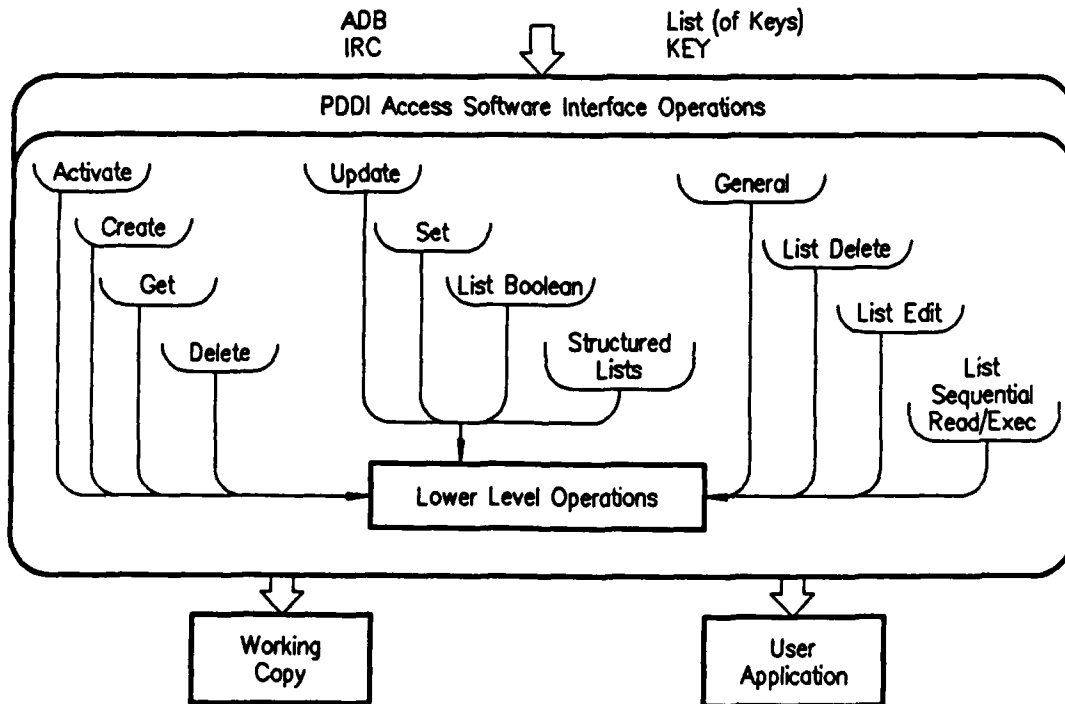 ADB
IRC
List (of Keys)
KEY
PDDI Access Software Interface Operations
Activate
Create
Get
Delete
Update
Set
List Boolean
Structured
Lists
General
List Delete
List Edit
List
Sequential
Read/Exec
Lower Level Operations
Working
Copy
User
Application